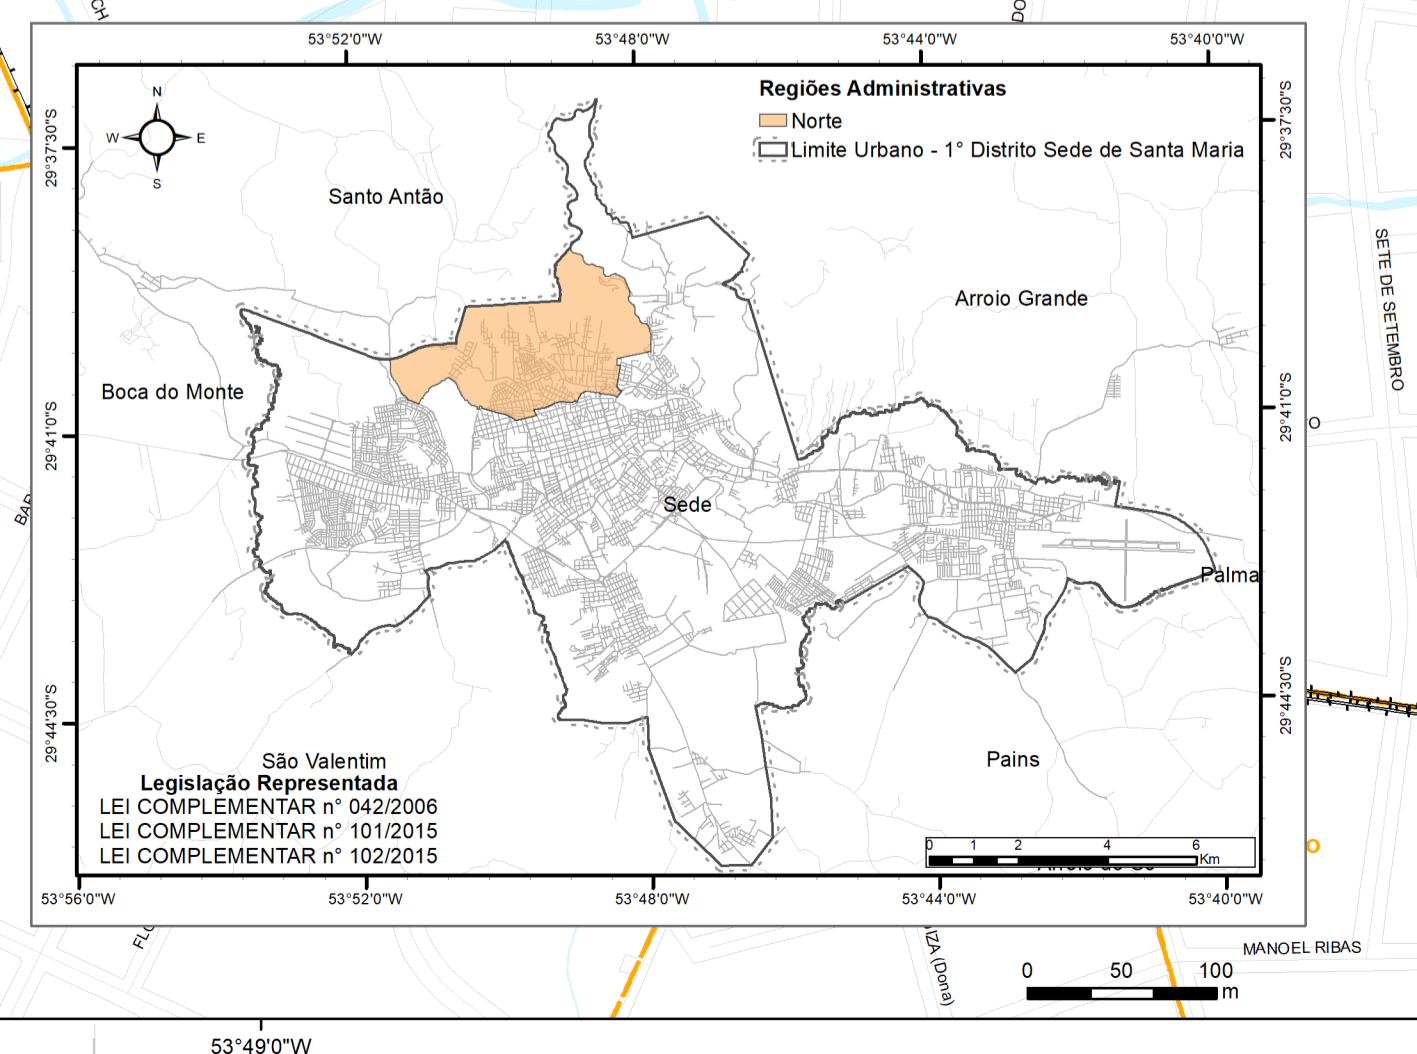 CH
DO
53°52'0"W
53°48'0"W
53°44'0"W
53°40'0"W
29°37'30"S
29°37'30"S
N
W
E
S
Regiões Administrativas
Norte
Limite Urbano - 1° Distrito Sede de Santa Maria
Santo Antão
Arroio Grande
SETE DE SETEMBRO
Boca do Monte
29°41'0"S
29°41'0"S
O
Sede
Palma
29°44'30"S
29°44'30"S
Pains
São Valentim
Legislação Representada
LEI COMPLEMENTAR n° 042/2006
LEI COMPLEMENTAR n° 101/2015
LEI COMPLEMENTAR n° 102/2015
0 1 2 4 6
Km
o
53°56'0"W
53°52'0"W
53°48'0"W
53°44'0"W
53°40'0"W
FLO
IZA (Dona)
MANOEL RIBAS
0 50 100
m
53°49'0"W